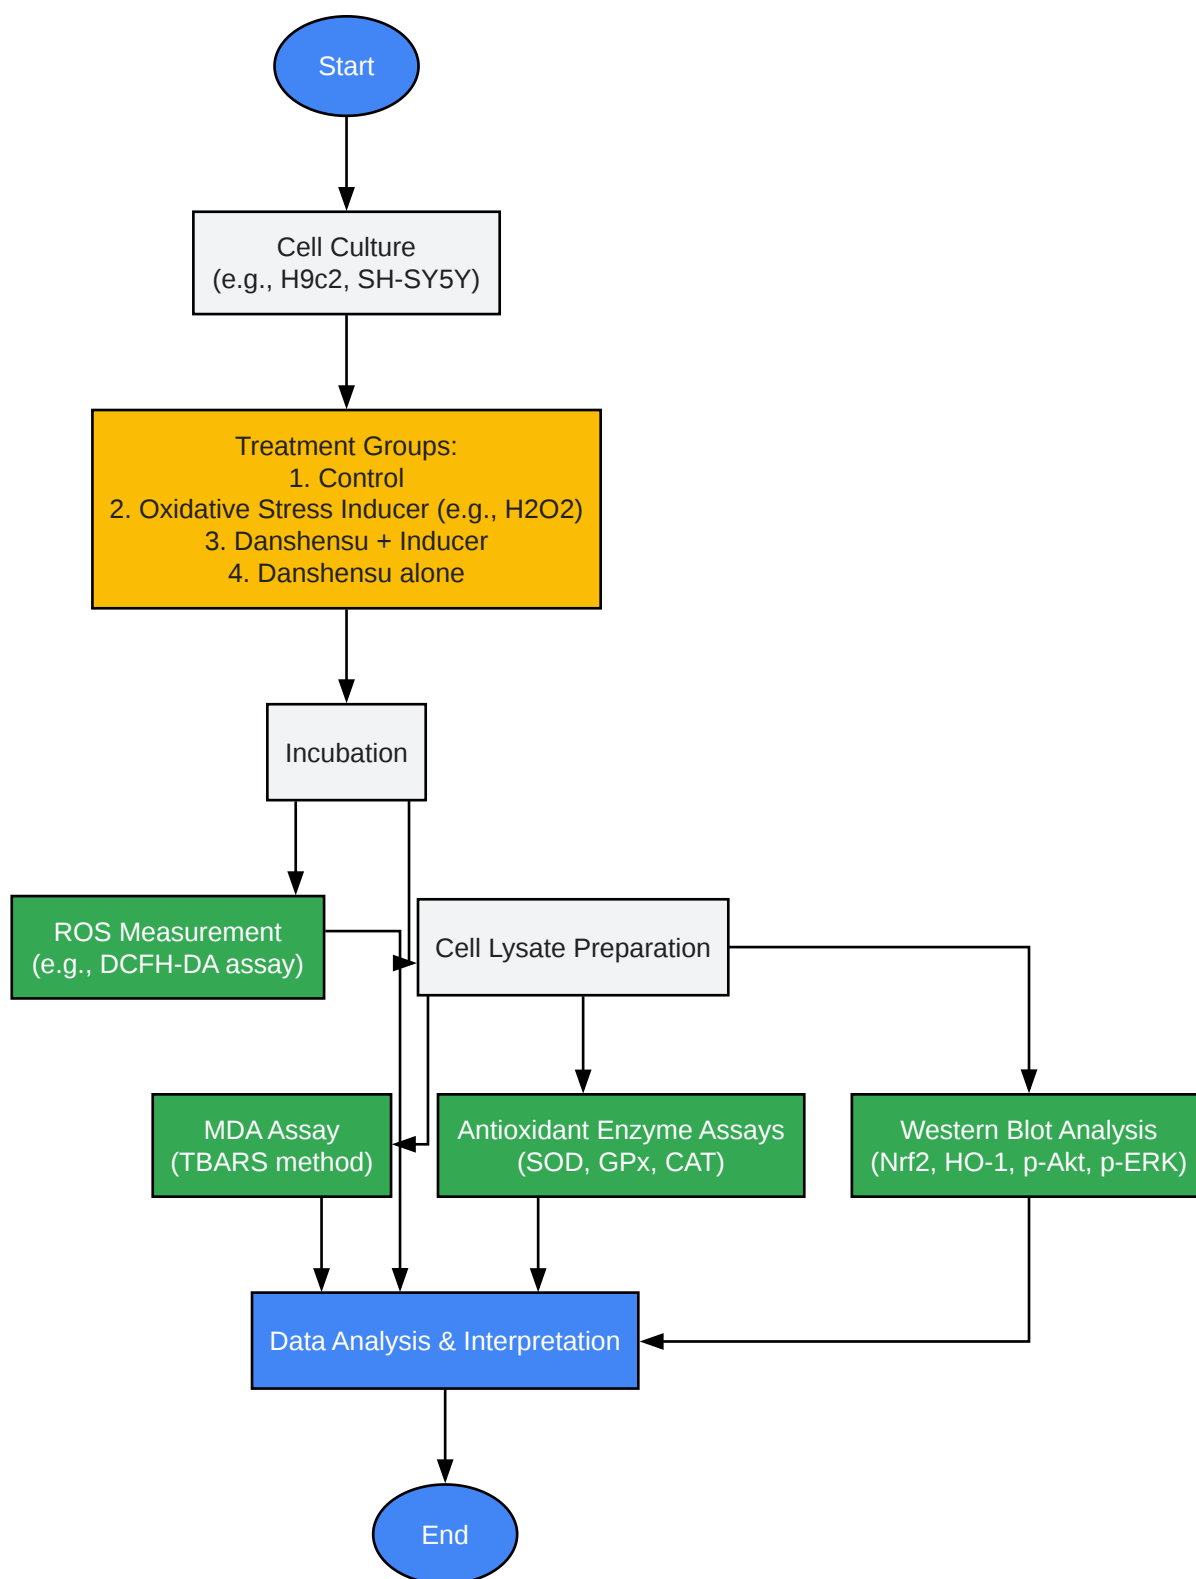 Start
Cell Culture
(e.g., H9c2, SH-SY5Y)
Treatment Groups:
1. Control
2. Oxidative Stress Inducer (e.g., H2O2)
3. Danshensu + Inducer
4. Danshensu alone
Incubation
ROS Measurement
(e.g., DCFH-DA assay)
Cell Lysate Preparation
MDA Assay
(TBARS method)
Antioxidant Enzyme Assays
(SOD, GPx, CAT)
Western Blot Analysis
(Nrf2, HO-1, p-Akt, p-ERK)
Data Analysis & Interpretation
End